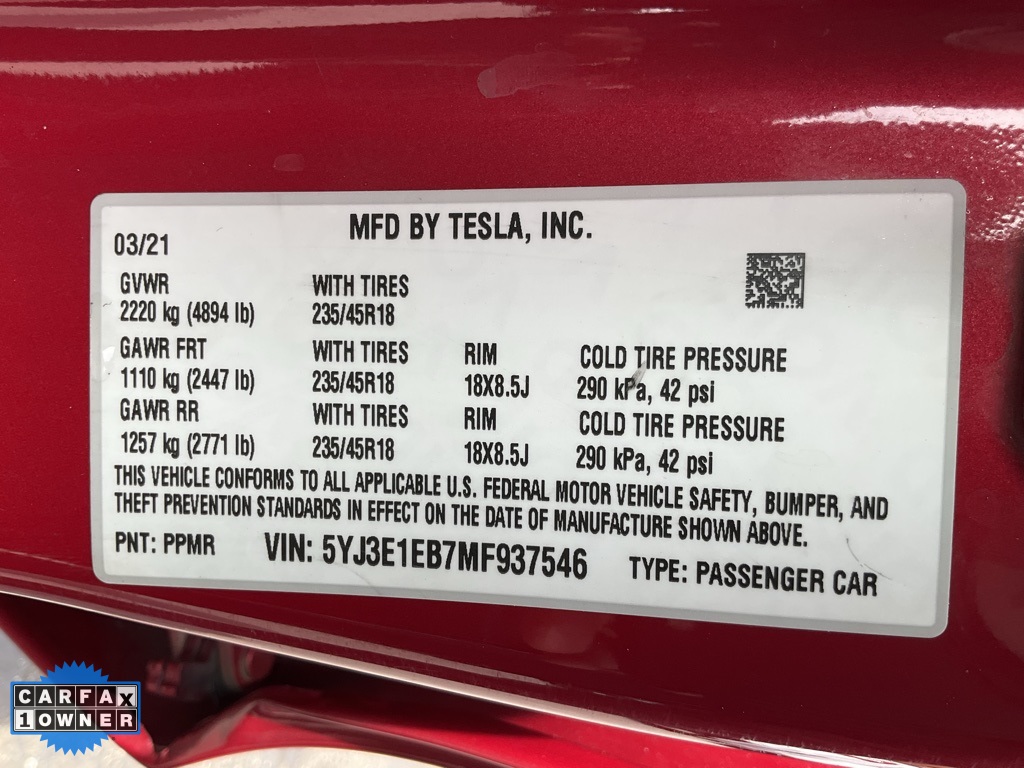 MFD BY TESLA, INC.
03/21
GVWR WITH TIRES
2220 kg (4894 lb) 235/45R18
GAWR FRT WITH TIRES RIM COLD TIRE PRESSURE
1110 kg (2447 lb) 235/45R18 18X8.5J 290 kPa, 42 psi
GAWR RR WITH TIRES RIM COLD TIRE PRESSURE
1257 kg (2771 lb) 235/45R18 18X8.5J 290 kPa, 42 psi
THIS VEHICLE CONFORMS TO ALL APPLICABLE U.S. FEDERAL MOTOR VEHICLE SAFETY, BUMPER, AND
THEFT PREVENTION STANDARDS IN EFFECT ON THE DATE OF MANUFACTURE SHOWN ABOVE.
PNT: PPMR VIN: 5YJ3E1EB7MF937546 TYPE: PASSENGER CAR
CARFAX
1 OWNER